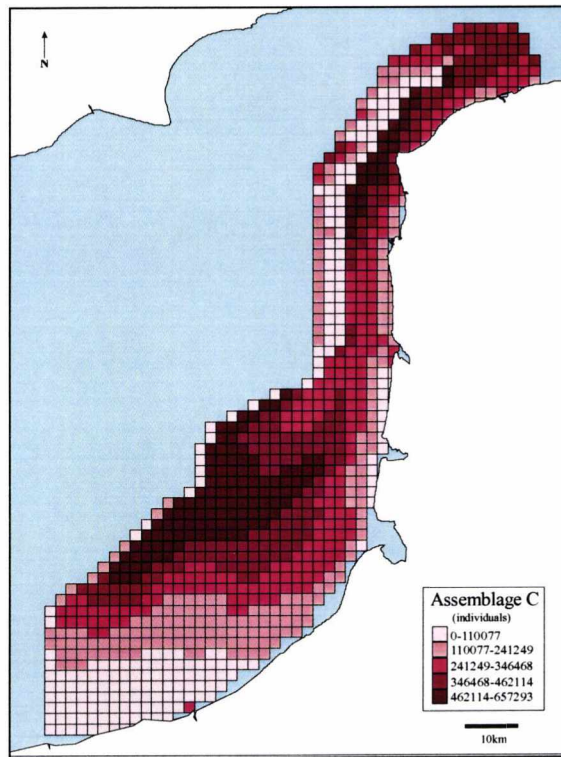 N
Assemblage C
(individuals)
0-110077
110077-241249
241249-346468
346468-462114
462114-657293
10km